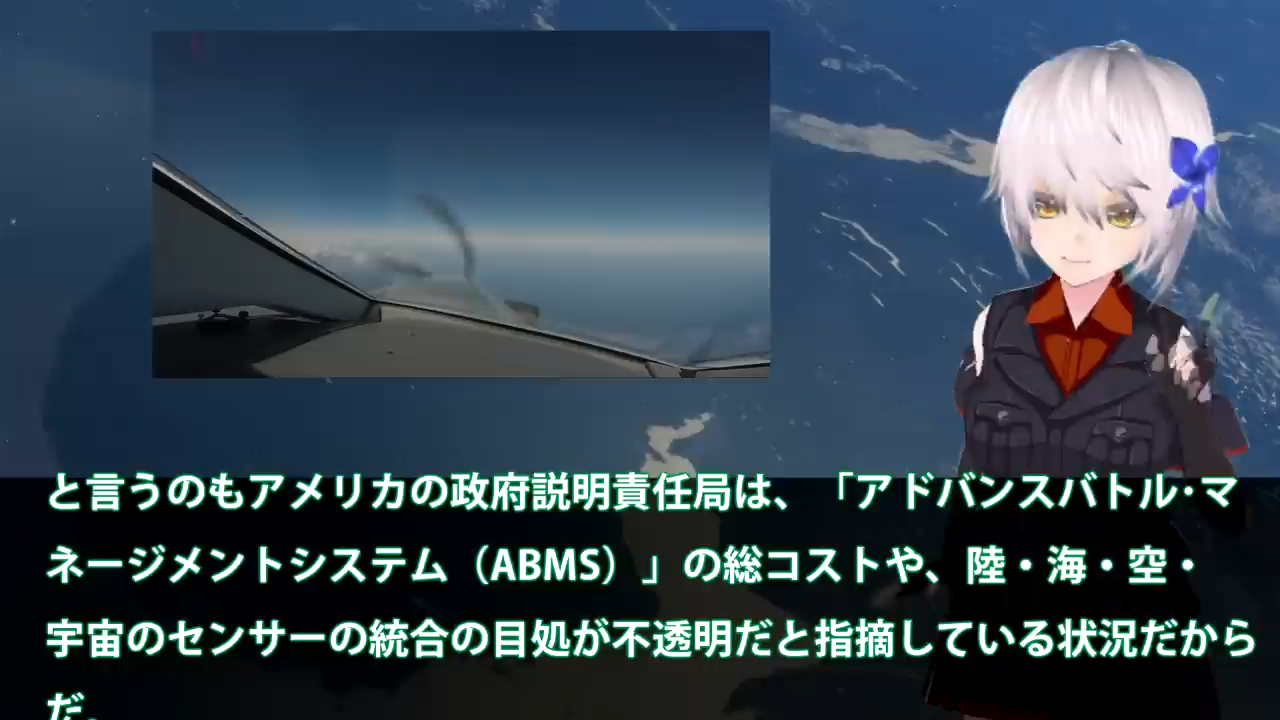 と言うのもアメリカの政府説明責任局は、「アドバンスバトル・マ
ネージメントシステム（ABMS）」の総コストや、陸・海・空・
宇宙のセンサーの統合の目処が不透明だと指摘している状況だから
だ。